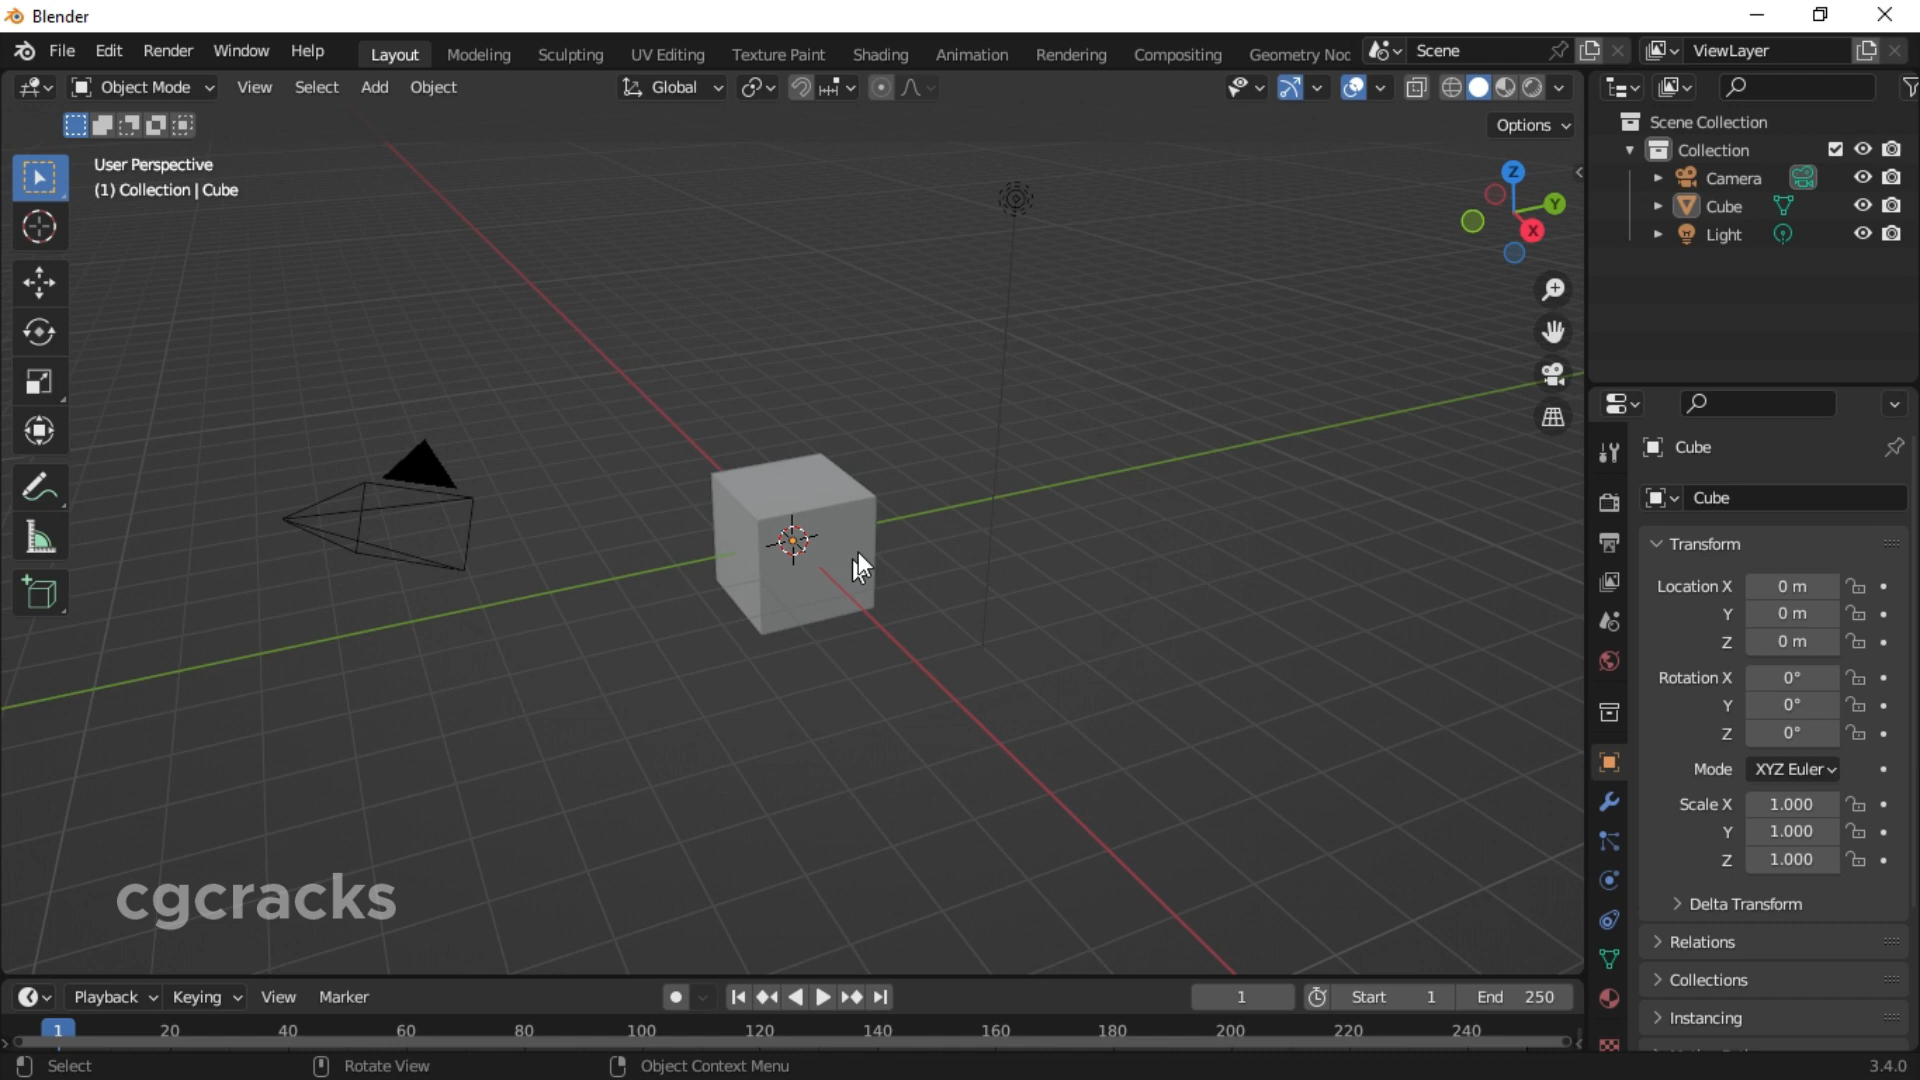 Blender
File Edit Render Window Help Layout Modeling Sculpting UV Editing Texture Paint Shading Animation Rendering Compositing Geometry Noc Scene ViewLayer
Object Mode View Select Add Object Global
Options
User Perspective
(1) Collection | Cube
Z
Y
X
Scene Collection
Collection
Camera
Cube
Light
Cube
Cube
Transform
Location X 0 m
Y 0 m
Z 0 m
Rotation X 0°
Y 0°
Z 0°
Mode XYZ Euler
Scale X 1.000
Y 1.000
Z 1.000
Delta Transform
Relations
Collections
Instancing
cgcracks
Playback Keying View Marker 1 Start 1 End 250
1 20 40 60 80 100 120 140 160 180 200 220 240
Select Rotate View Object Context Menu 3.4.0